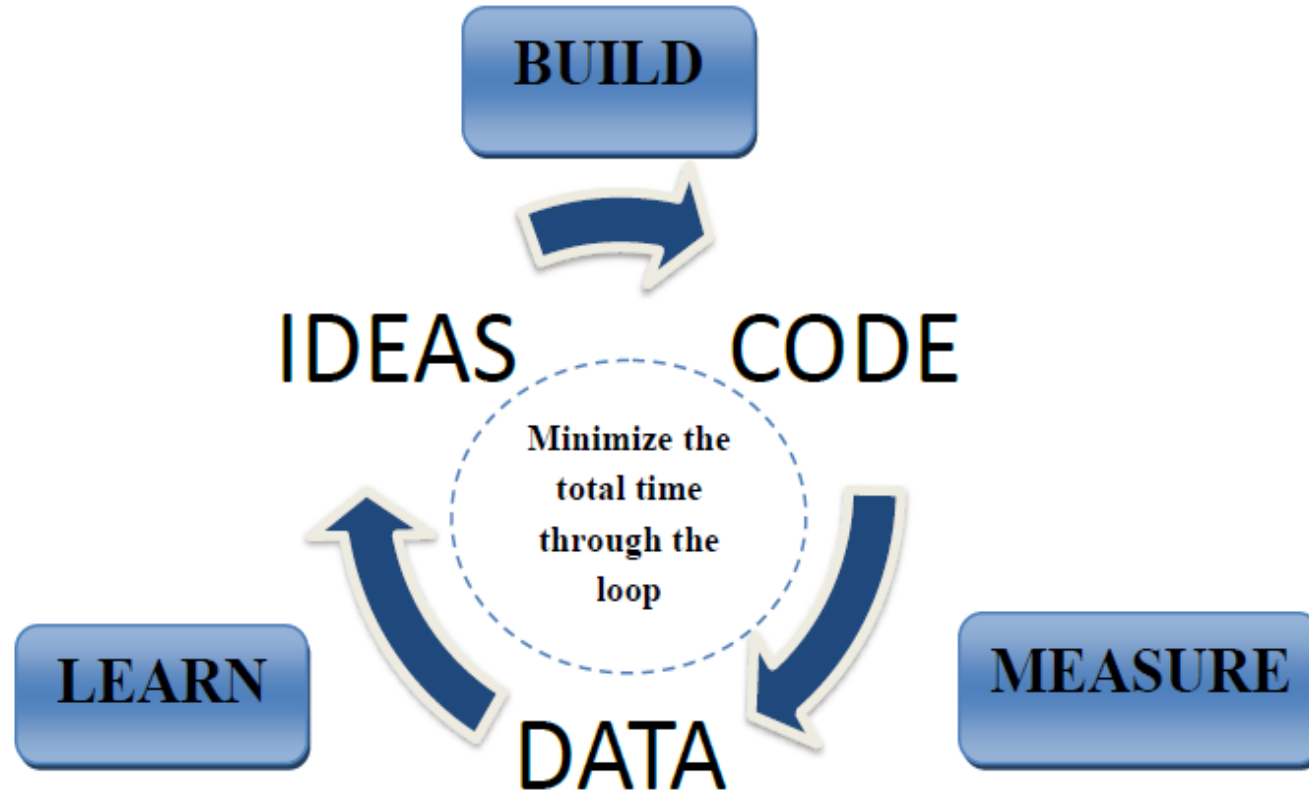 BUILD
IDEAS
CODE
Minimize the
total time
through the
loop
LEARN
MEASURE
DATA